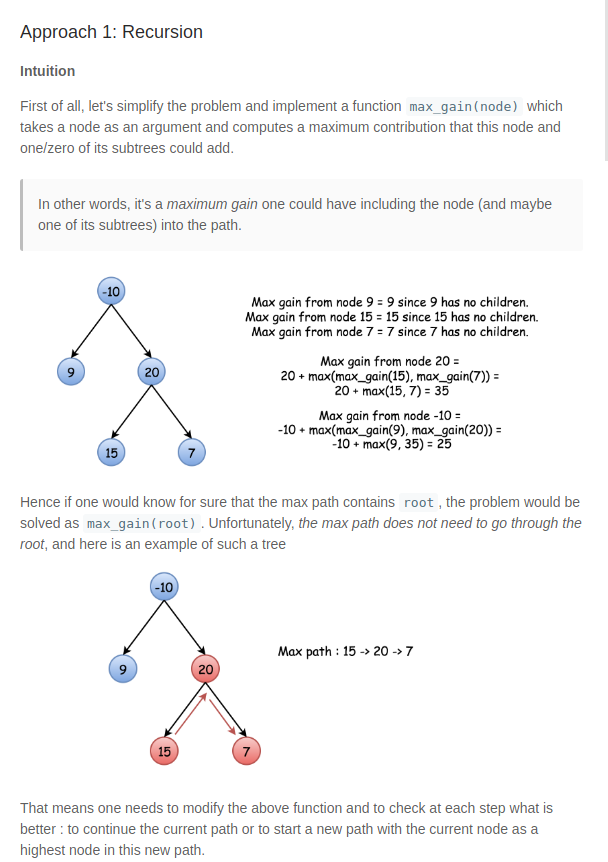 Approach 1: Recursion
Intuition
First of all, let's simplify the problem and implement a function max_gain(node) which
takes a node as an argument and computes a maximum contribution that this node and
one/zero of its subtrees could add.
In other words, it's a maximum gain one could have including the node (and maybe
one of its subtrees) into the path.
-10
9
20
15
7
Max gain from node 9 = 9 since 9 has no children.
Max gain from node 15 = 15 since 15 has no children.
Max gain from node 7 = 7 since 7 has no children.
Max gain from node 20 =
20 + max(max_gain(15), max_gain(7)) =
20 + max(15, 7) = 35
Max gain from node -10 =
-10 + max(max_gain(9), max_gain(20)) =
-10 + max(9, 35) = 25
Hence if one would know for sure that the max path contains root , the problem would be
solved as max_gain(root) . Unfortunately, the max path does not need to go through the
root, and here is an example of such a tree
-10
9
20
15
7
Max path : 15 -> 20 -> 7
That means one needs to modify the above function and to check at each step what is
better : to continue the current path or to start a new path with the current node as a
highest node in this new path.